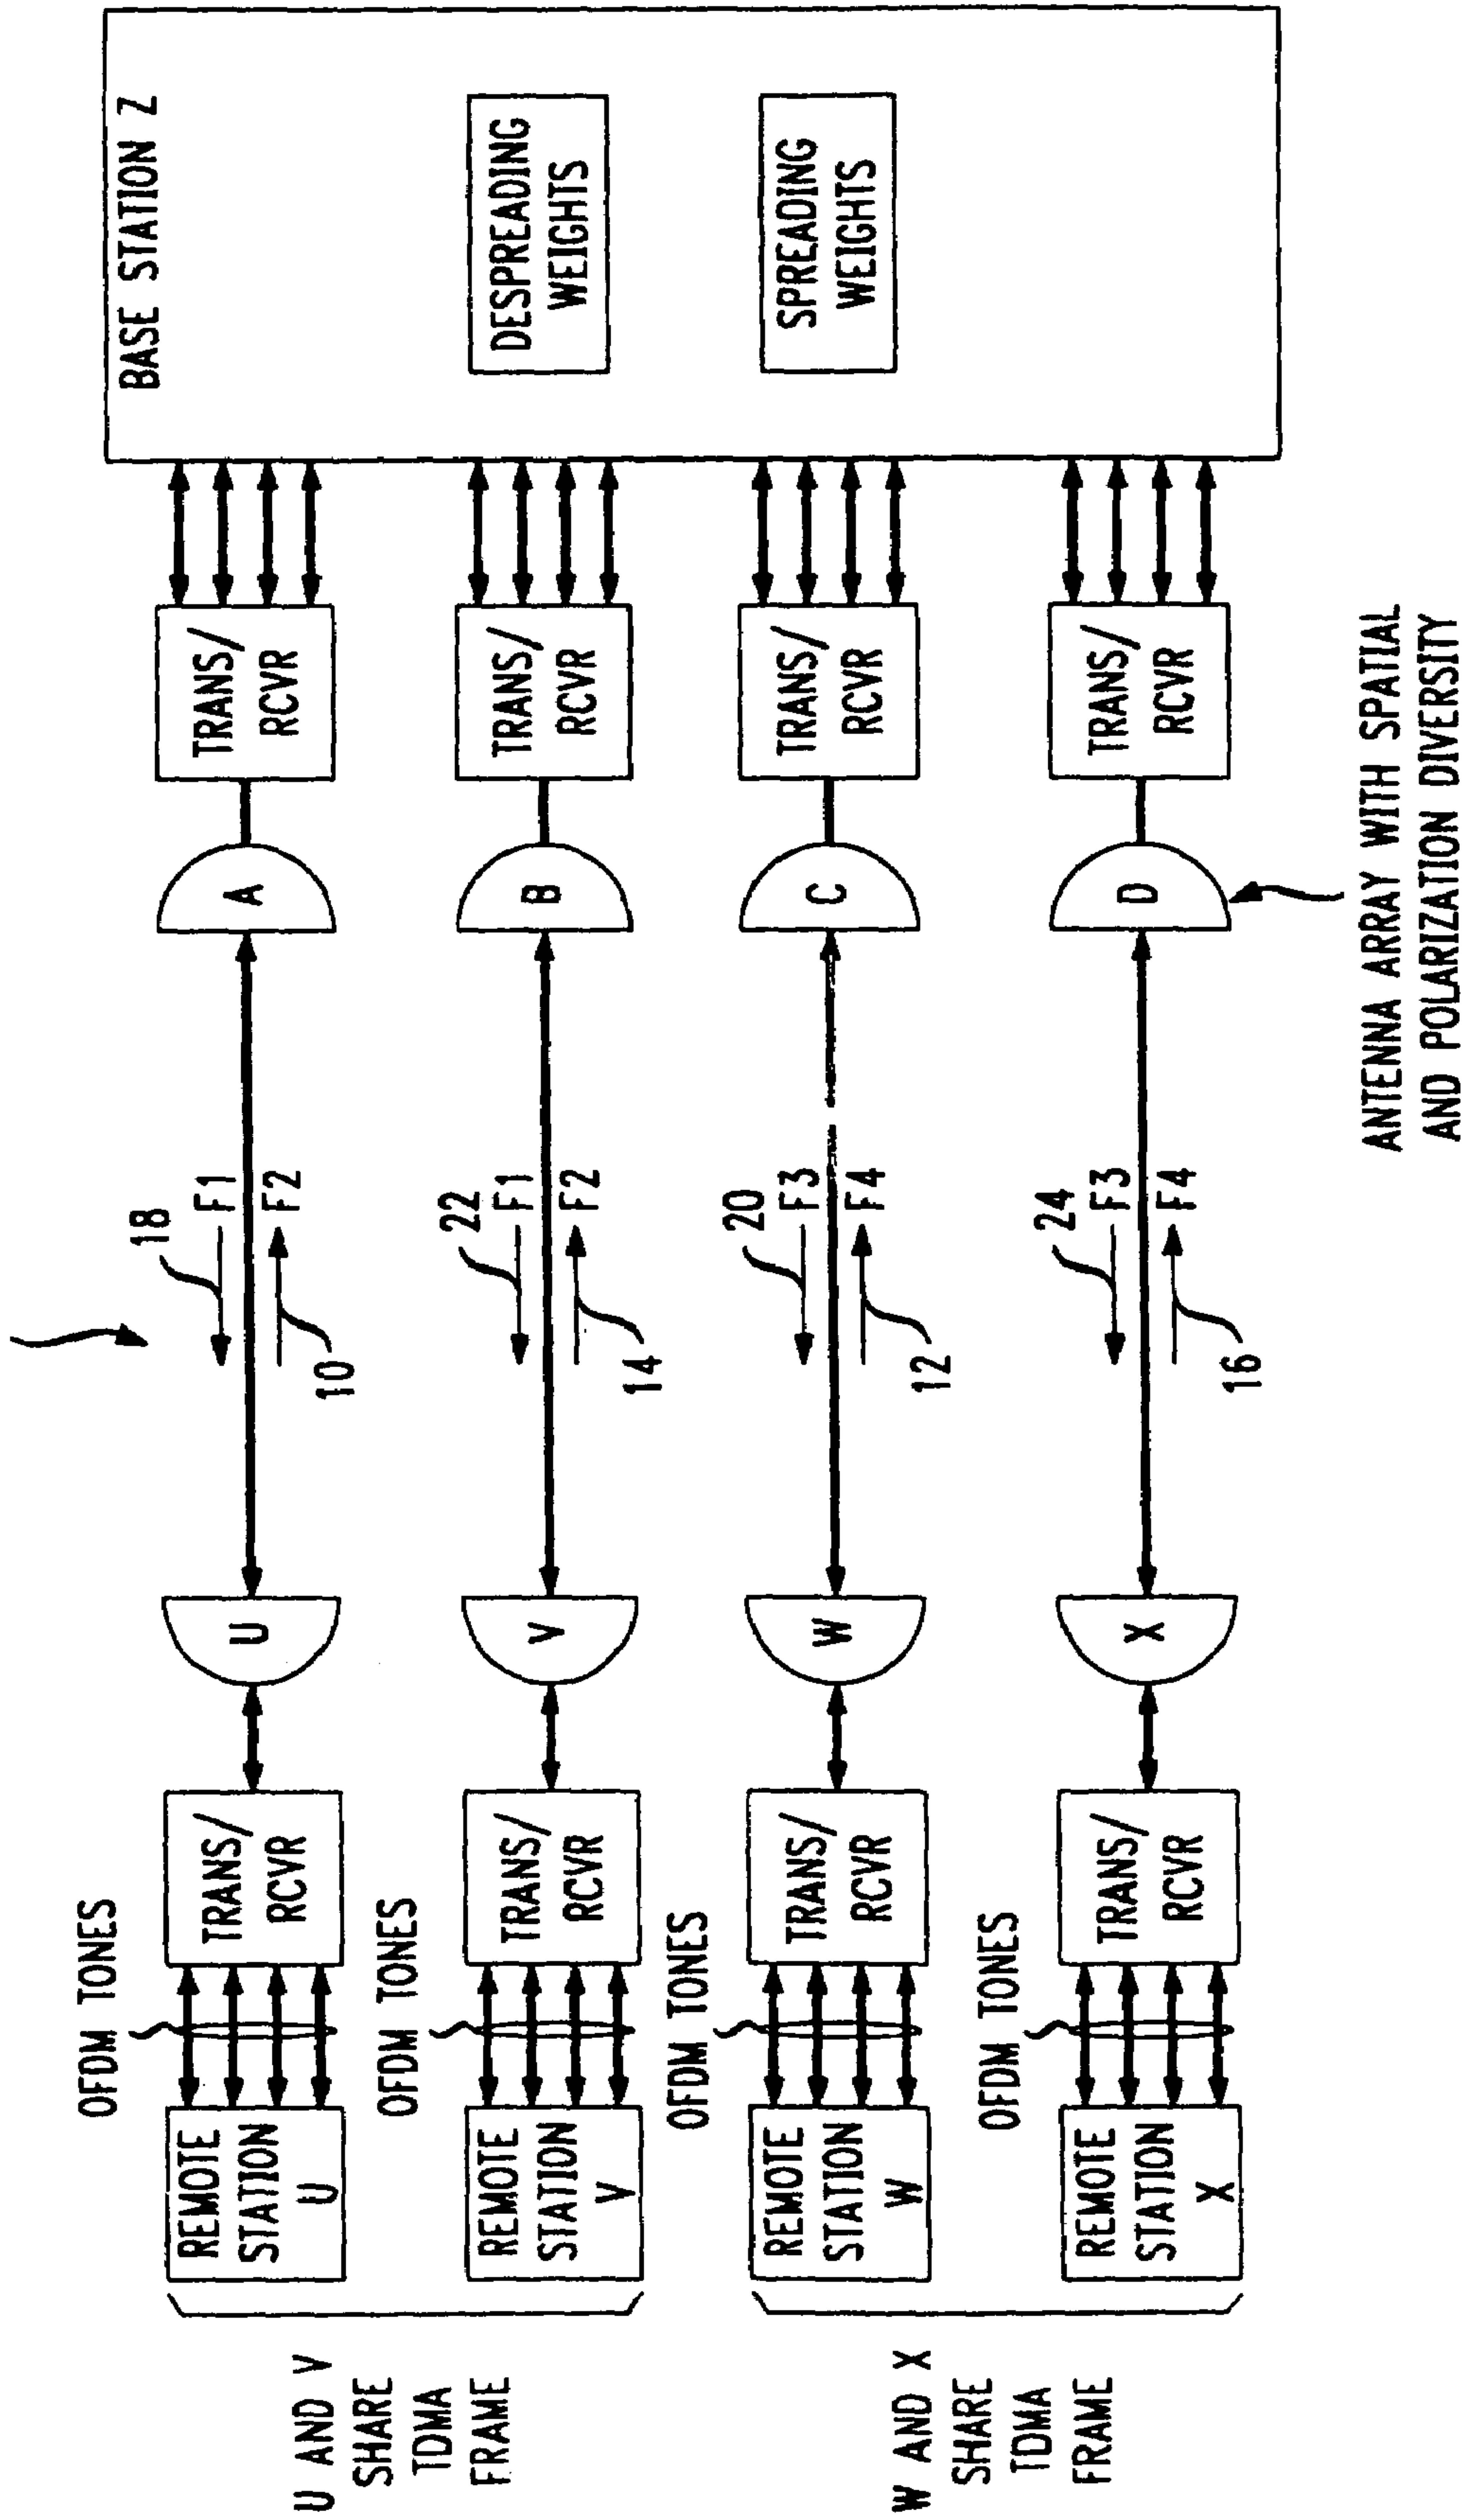 U AND V
SHARE
TDMA
FRAME
W AND X
SHARE
TDMA
FRAME
REMOTE
STATION
U
OFDM TONES
TRANS/
RCVR
U
18
F1
F2
10
A
TRANS/
RCVR
REMOTE
STATION
V
OFDM TONES
TRANS/
RCVR
V
22
F1
F2
14
B
TRANS/
RCVR
REMOTE
STATION
W
OFDM TONES
TRANS/
RCVR
W
20
F3
F4
12
C
TRANS/
RCVR
REMOTE
STATION
X
OFDM TONES
TRANS/
RCVR
X
24
F3
F4
16
D
TRANS/
RCVR
BASE STATION Z
DESPREADING
WEIGHTS
SPREADING
WEIGHTS
ANTENNA ARRAY WITH SPATIAL
AND POLARIZATION DIVERSITY